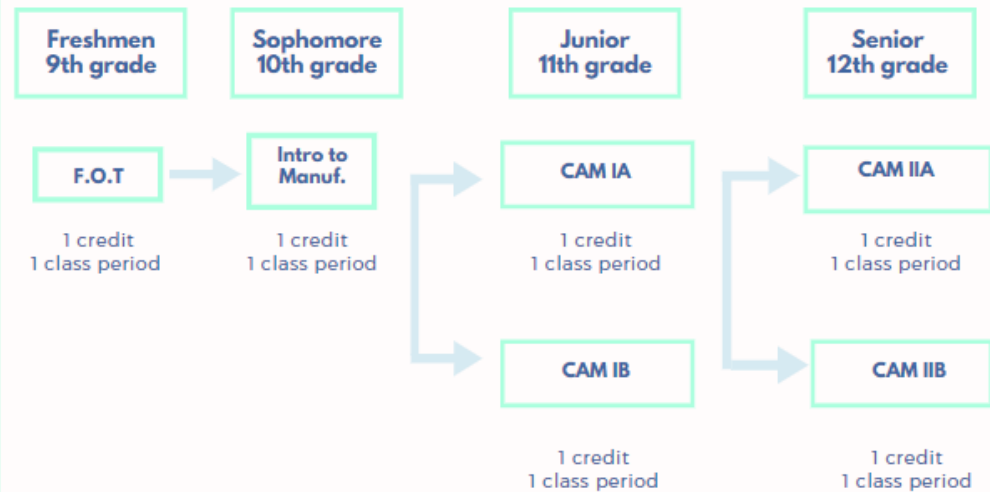 Freshmen
9th grade
Sophomore
10th grade
Junior
11th grade
Senior
12th grade
F.O.T
Intro to
Manuf.
CAM IA
CAM IIA
1 credit
1 class period
1 credit
1 class period
1 credit
1 class period
1 credit
1 class period
CAM IB
CAM IIB
1 credit
1 class period
1 credit
1 class period